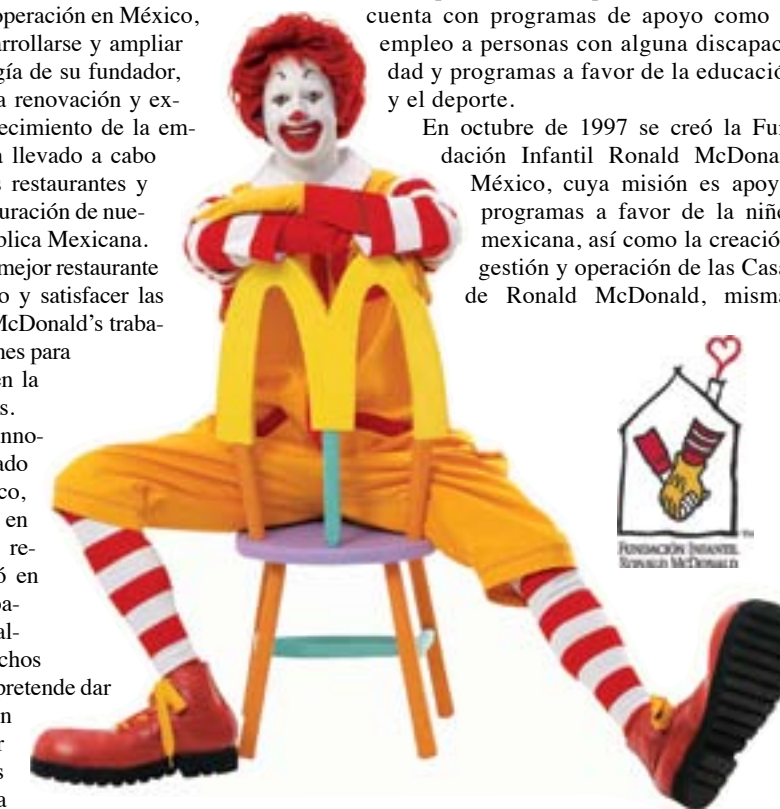 operación en México,
arrollarse y ampliar
gía de su fundador,
a renovación y ex-
ecimiento de la em-
llevado a cabo
s restaurantes y
uración de nue-
blica Mexicana.
mejor restaurante
o y satisfacer las
McDonald’s traba-
nes para
en la
s.
nno-
ado
co,
en
re-
ó en
a-
al-
chos
pretende dar
n
r
s
a
cuenta con programas de apoyo como
empleo a personas con alguna discapac
dad y programas a favor de la educació
y el deporte.
En octubre de 1997 se creó la Fun
dación Infantil Ronald McDona
México, cuya misión es apoy
programas a favor de la niñe
mexicana, así como la creació
gestión y operación de las Casa
de Ronald McDonald, misma
FUNDACIÓN INFANTIL
RONALD MCDONALD